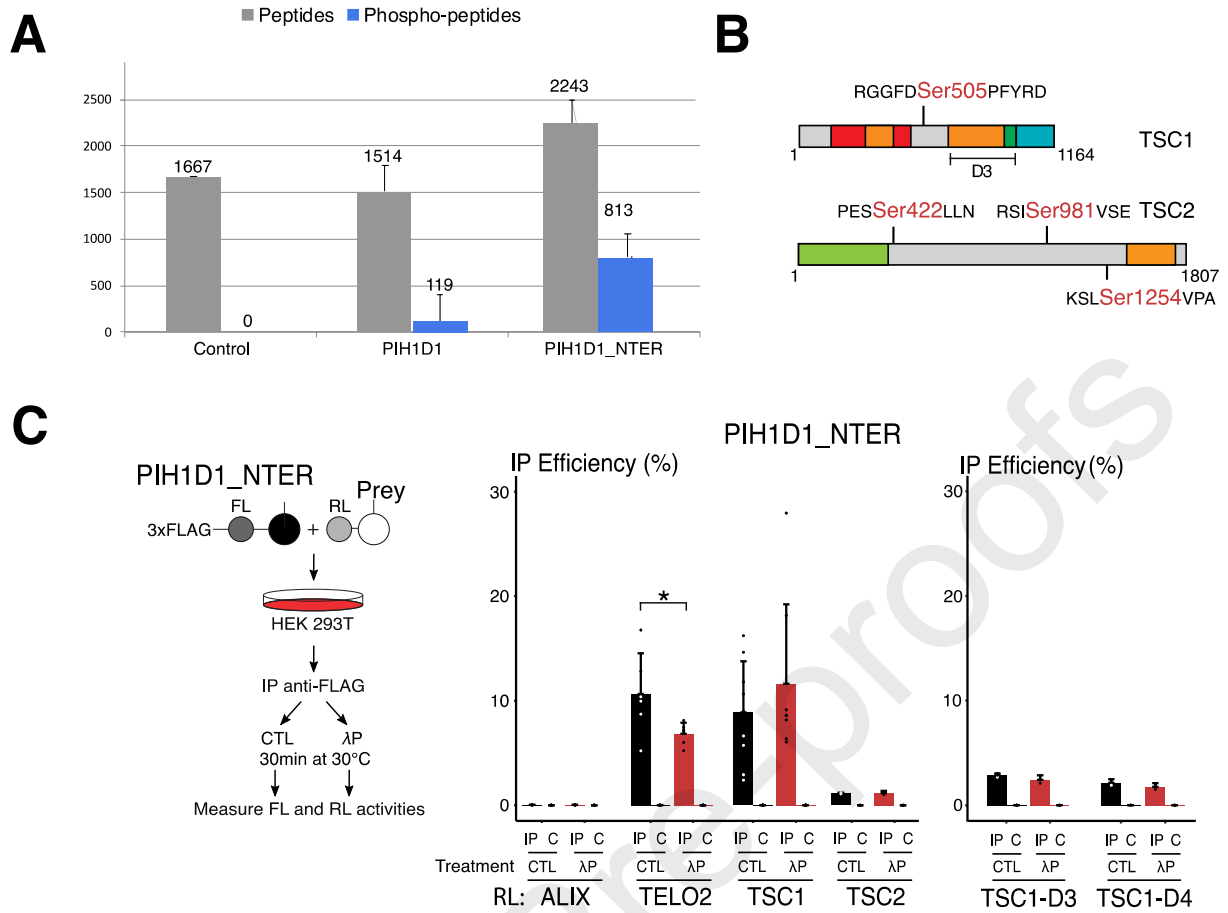 A
Peptides Phospho-peptides
2500
2000
1500
1000
500
0
1667
0
1514
119
2243
813
Control PIH1D1 PIH1D1_NTER
B
RGGFDSer505PFYRD
TSC1
1 1164
D3
PESSer422LLN RSISer981VSE TSC2
1 1807
KSLSer1254VPA
C
PIH1D1_NTER
FL RL Prey
3xFLAG +
HEK 293T
IP anti-FLAG
CTL λP
30min at 30°C
Measure FL and RL activities
PIH1D1_NTER
IP Efficiency (%)
30
20
10
0
*
IP C IP C IP C IP C IP C IP C IP C IP C
Treatment CTL λP CTL λP CTL λP CTL λP
RL: ALIX TELO2 TSC1 TSC2
IP Efficiency (%)
30
20
10
0
IP C IP C IP C IP C
CTL λP CTL λP
TSC1-D3 TSC1-D4
re-proofs